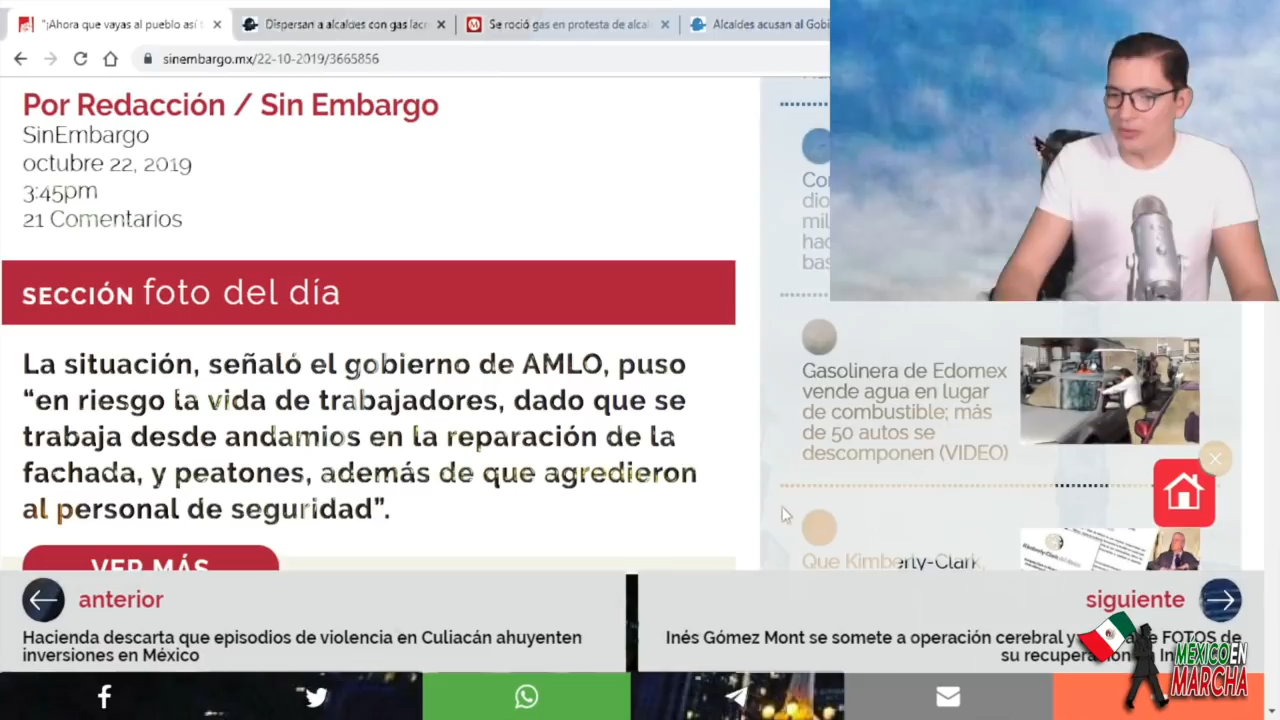 "¡Ahora que vayas al pueblo así
Dispersan a alcaldes con gas lacr
Se roció gas en protesta de alcal
Alcaldes acusan al Gobi
sinembargo.mx/22-10-2019/3665856
Por Redacción / Sin Embargo
SinEmbargo
octubre 22, 2019
3:45pm
21 Comentarios
SECCIÓN foto del día
La situación, señaló el gobierno de AMLO, puso
“en riesgo la vida de trabajadores, dado que se
trabaja desde andamios en la reparación de la
fachada, y peatones, además de que agredieron
al personal de seguridad”.
VER MÁS
Gasolinera de Edomex
vende agua en lugar
de combustible; más
de 50 autos se
descomponen (VIDEO)
Que Kimberly-Clark,
anterior
Hacienda descarta que episodios de violencia en Culiacán ahuyenten
inversiones en México
siguiente
Inés Gómez Mont se somete a operación cerebral y FOTOS de
su
MÉXICO EN
MARCHA